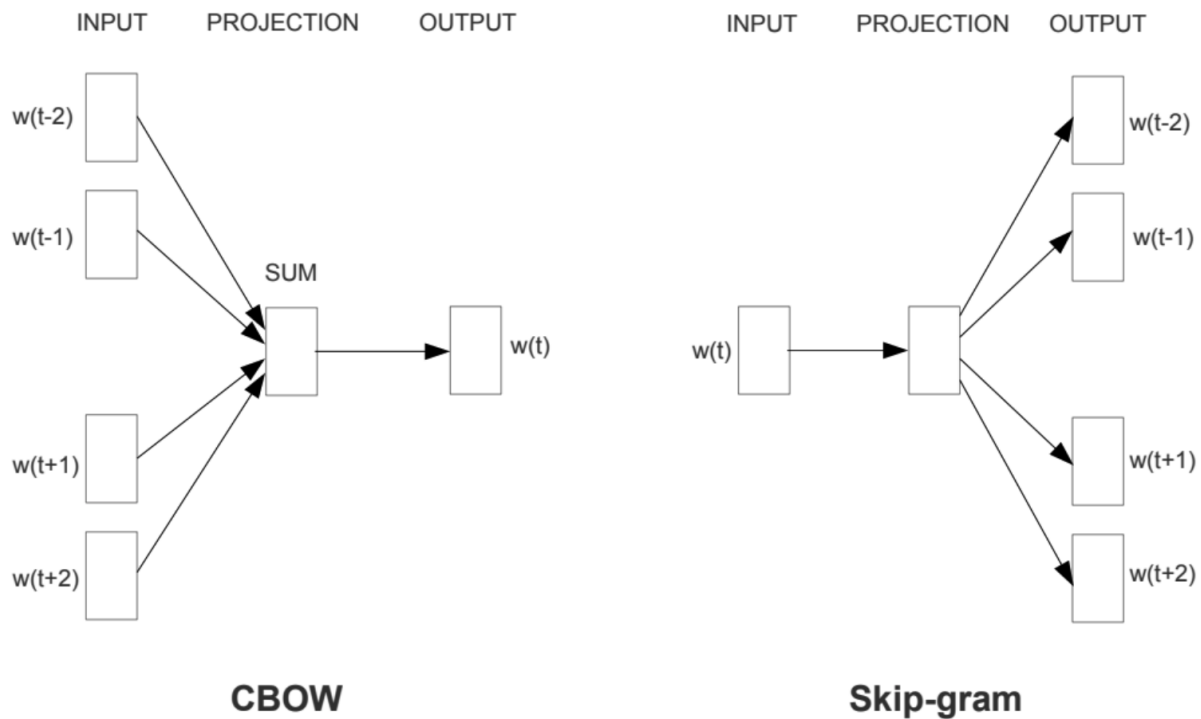 INPUT PROJECTION OUTPUT
w(t-2)
w(t-1)
SUM
w(t)
w(t+1)
w(t+2)
CBOW
INPUT PROJECTION OUTPUT
w(t-2)
w(t-1)
w(t)
w(t+1)
w(t+2)
Skip-gram